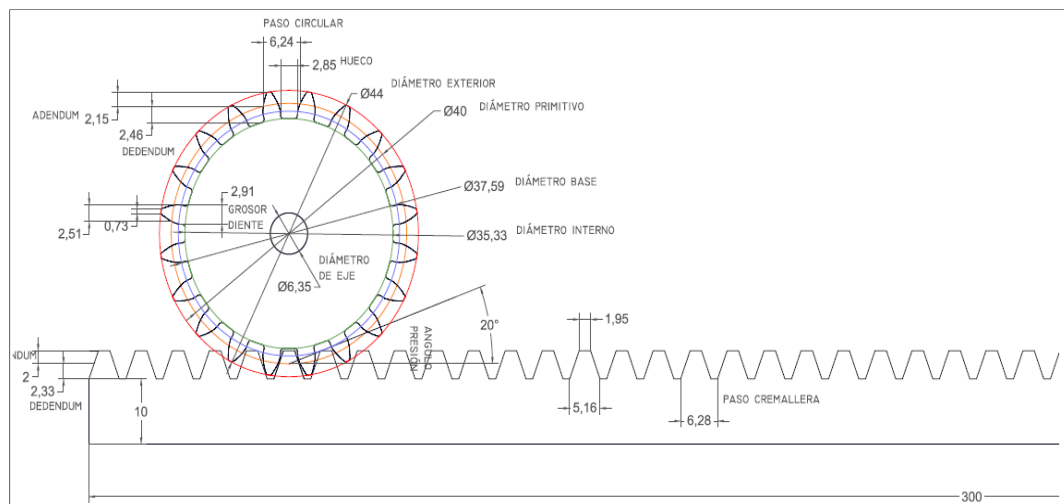 PASO CIRCULAR
6,24
2,85 HUECO
Ø44 DIÁMETRO EXTERIOR
Ø40 DIÁMETRO PRIMITIVO
ADENDUM 2,15
2,46
DEDENDUM
Ø37,59 DIÁMETRO BASE
2,91
GROSOR
DIENTE
0,73
2,51
Ø35,33 DIÁMETRO INTERNO
DIÁMETRO
DE EJE
Ø6,35
20°
ANGULO
PRESIÓN
1,95
NDUM
2
2,33
DEDENDUM
10
5,16
PASO CREMALLERA
6,28
300